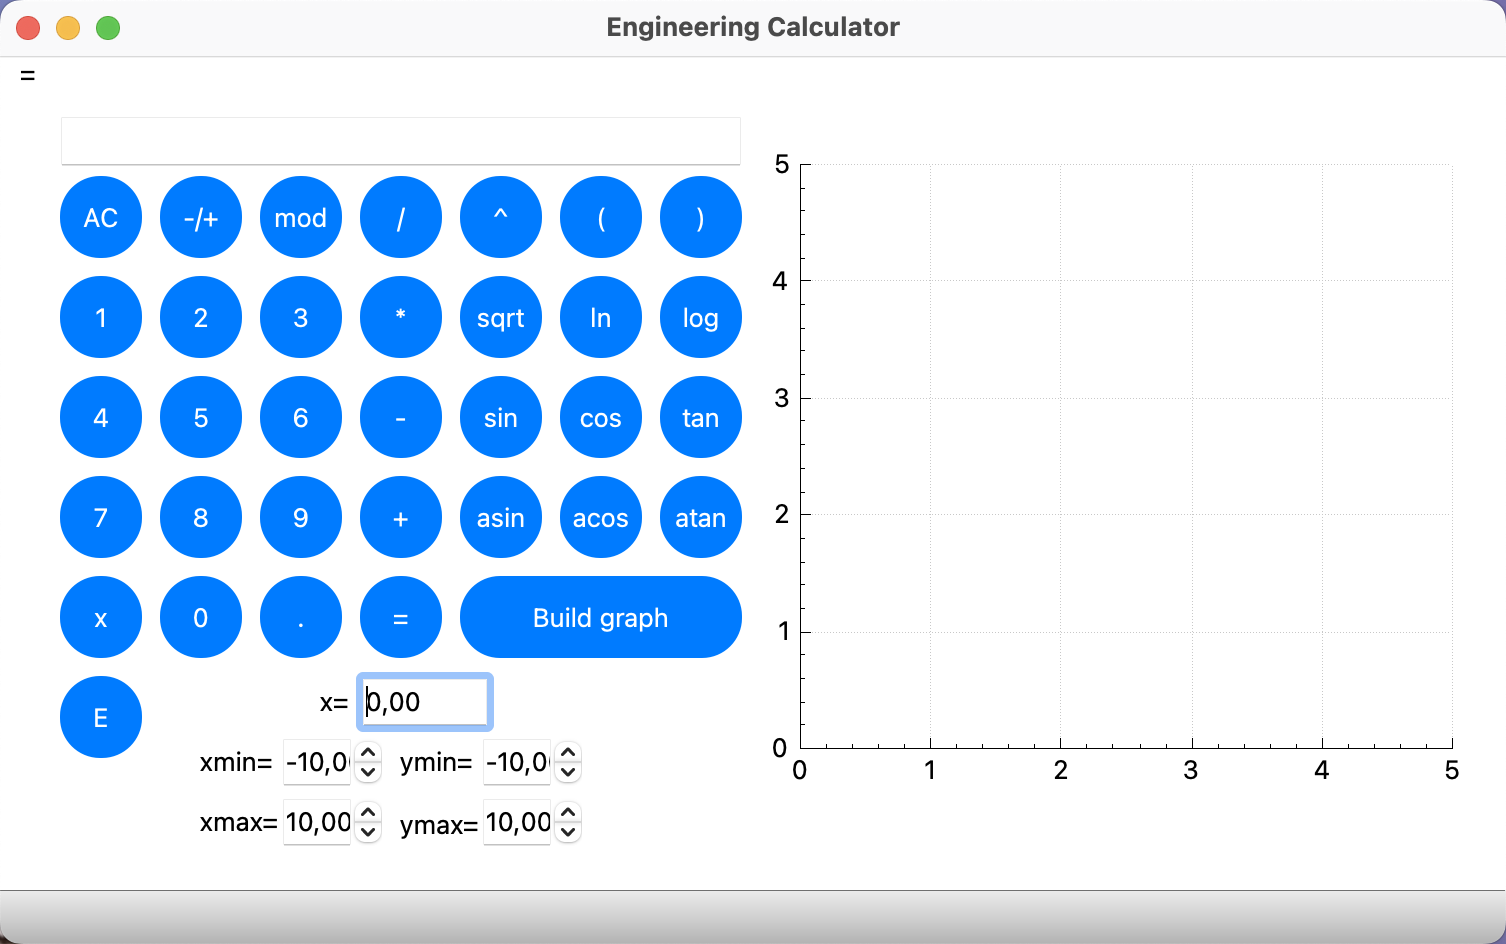 Engineering Calculator
=
AC -/+ mod / ^ ( )
1 2 3 * sqrt ln log
4 5 6 - sin cos tan
7 8 9 + asin acos atan
x 0 . = Build graph
E x= 0,00
xmin= -10,0 ymin= -10,0
xmax= 10,00 ymax= 10,00
5
4
3
2
1
0
0 1 2 3 4 5